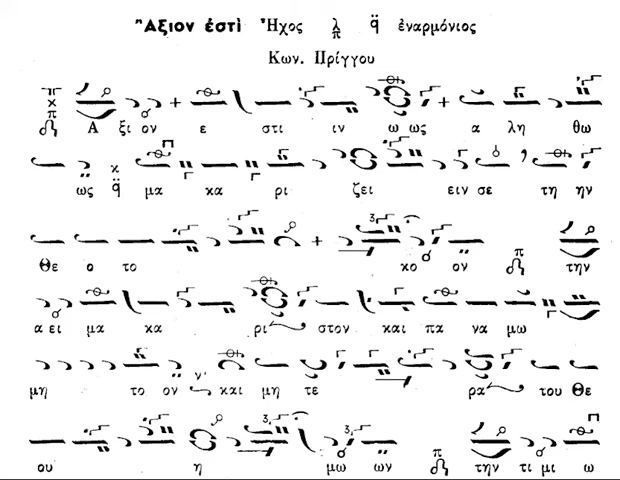 Ἄξιον ἐστὶ Ἦχος λ π q̈ ἐναρμόνιος
Κων. Πρίγγου
Α ξι ον ε στι ιν ω ως α λη θω
ως q̈ μα κα ρι ζει ειν σε τη ην
Θε ο το κο ον την
α ει μα κα ρι στον και πα να μω
μη το ον και μη τε ρα του Θε
ου η μω ων την τι μι ω